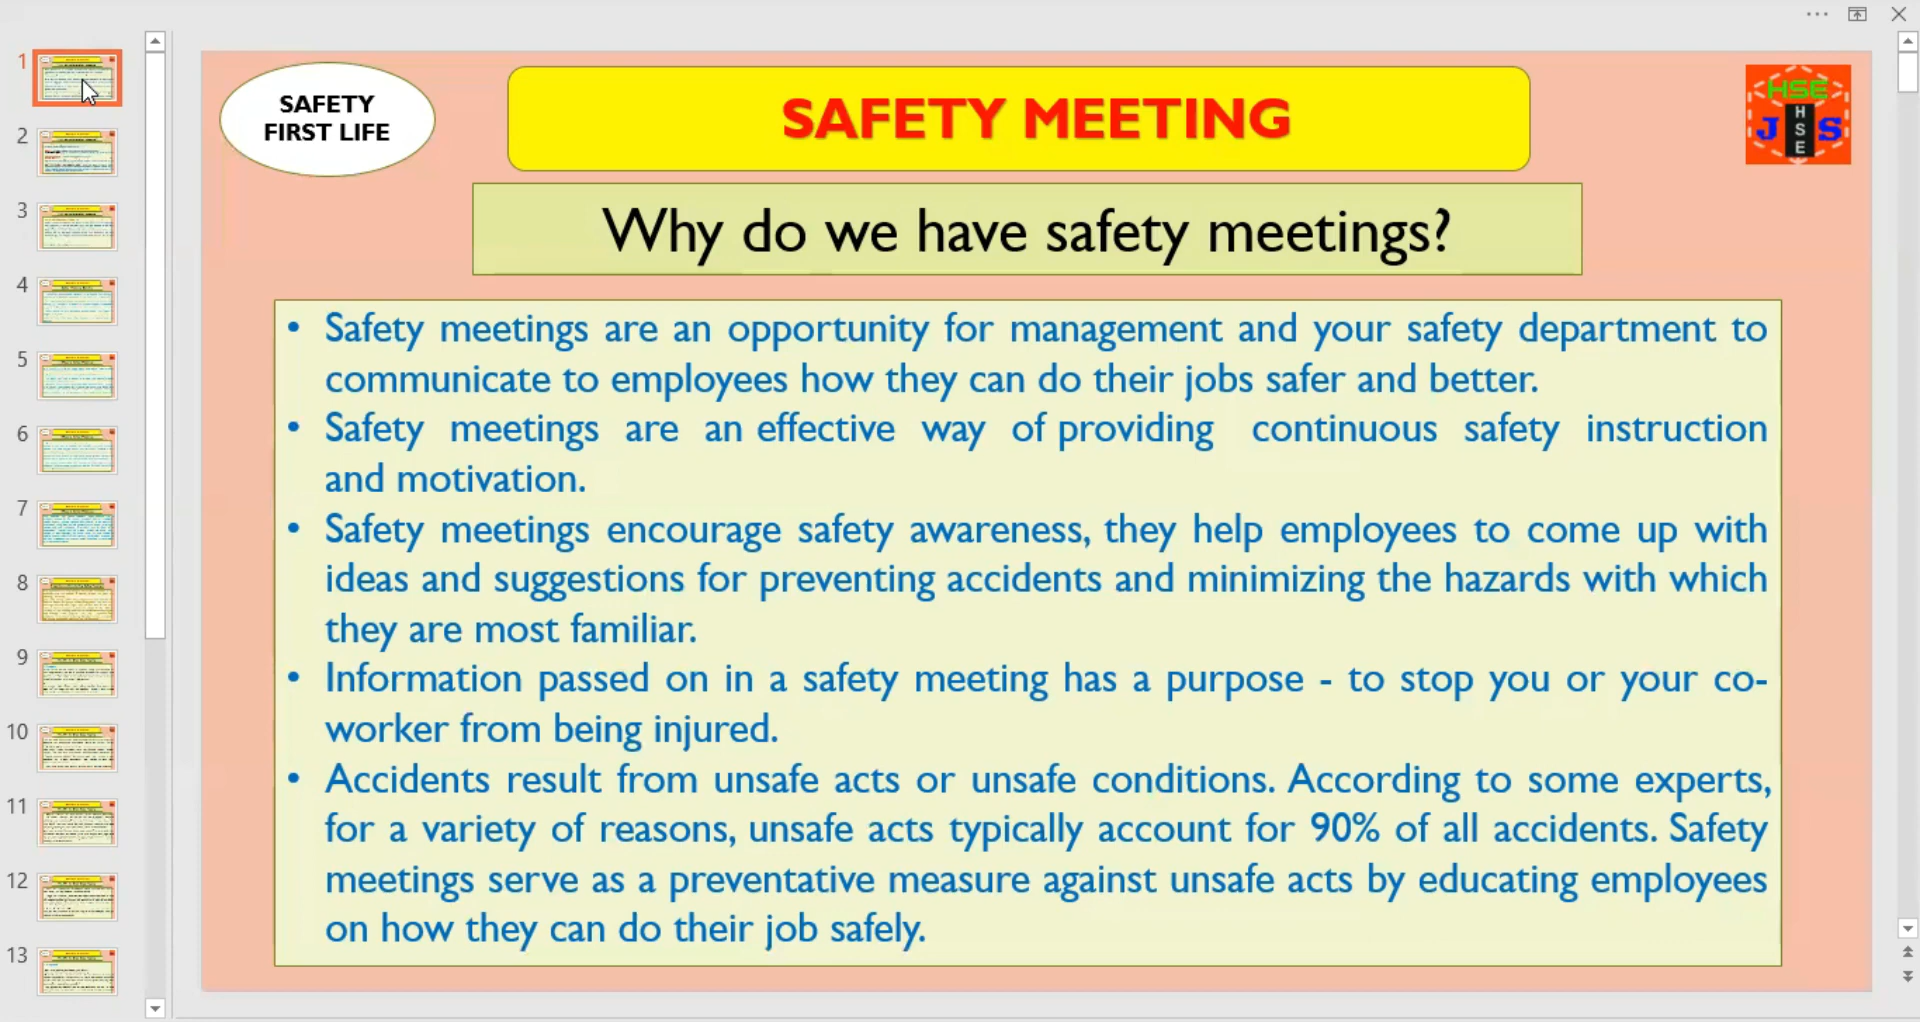 SAFETY
FIRST LIFE
SAFETY MEETING
HSE
J H S
S
E
Why do we have safety meetings?
• Safety meetings are an opportunity for management and your safety department to
communicate to employees how they can do their jobs safer and better.
• Safety meetings are an effective way of providing continuous safety instruction
and motivation.
• Safety meetings encourage safety awareness, they help employees to come up with
ideas and suggestions for preventing accidents and minimizing the hazards with which
they are most familiar.
• Information passed on in a safety meeting has a purpose - to stop you or your co-
worker from being injured.
• Accidents result from unsafe acts or unsafe conditions. According to some experts,
for a variety of reasons, unsafe acts typically account for 90% of all accidents. Safety
meetings serve as a preventative measure against unsafe acts by educating employees
on how they can do their job safely.
1
2
3
4
5
6
7
8
9
10
11
12
13